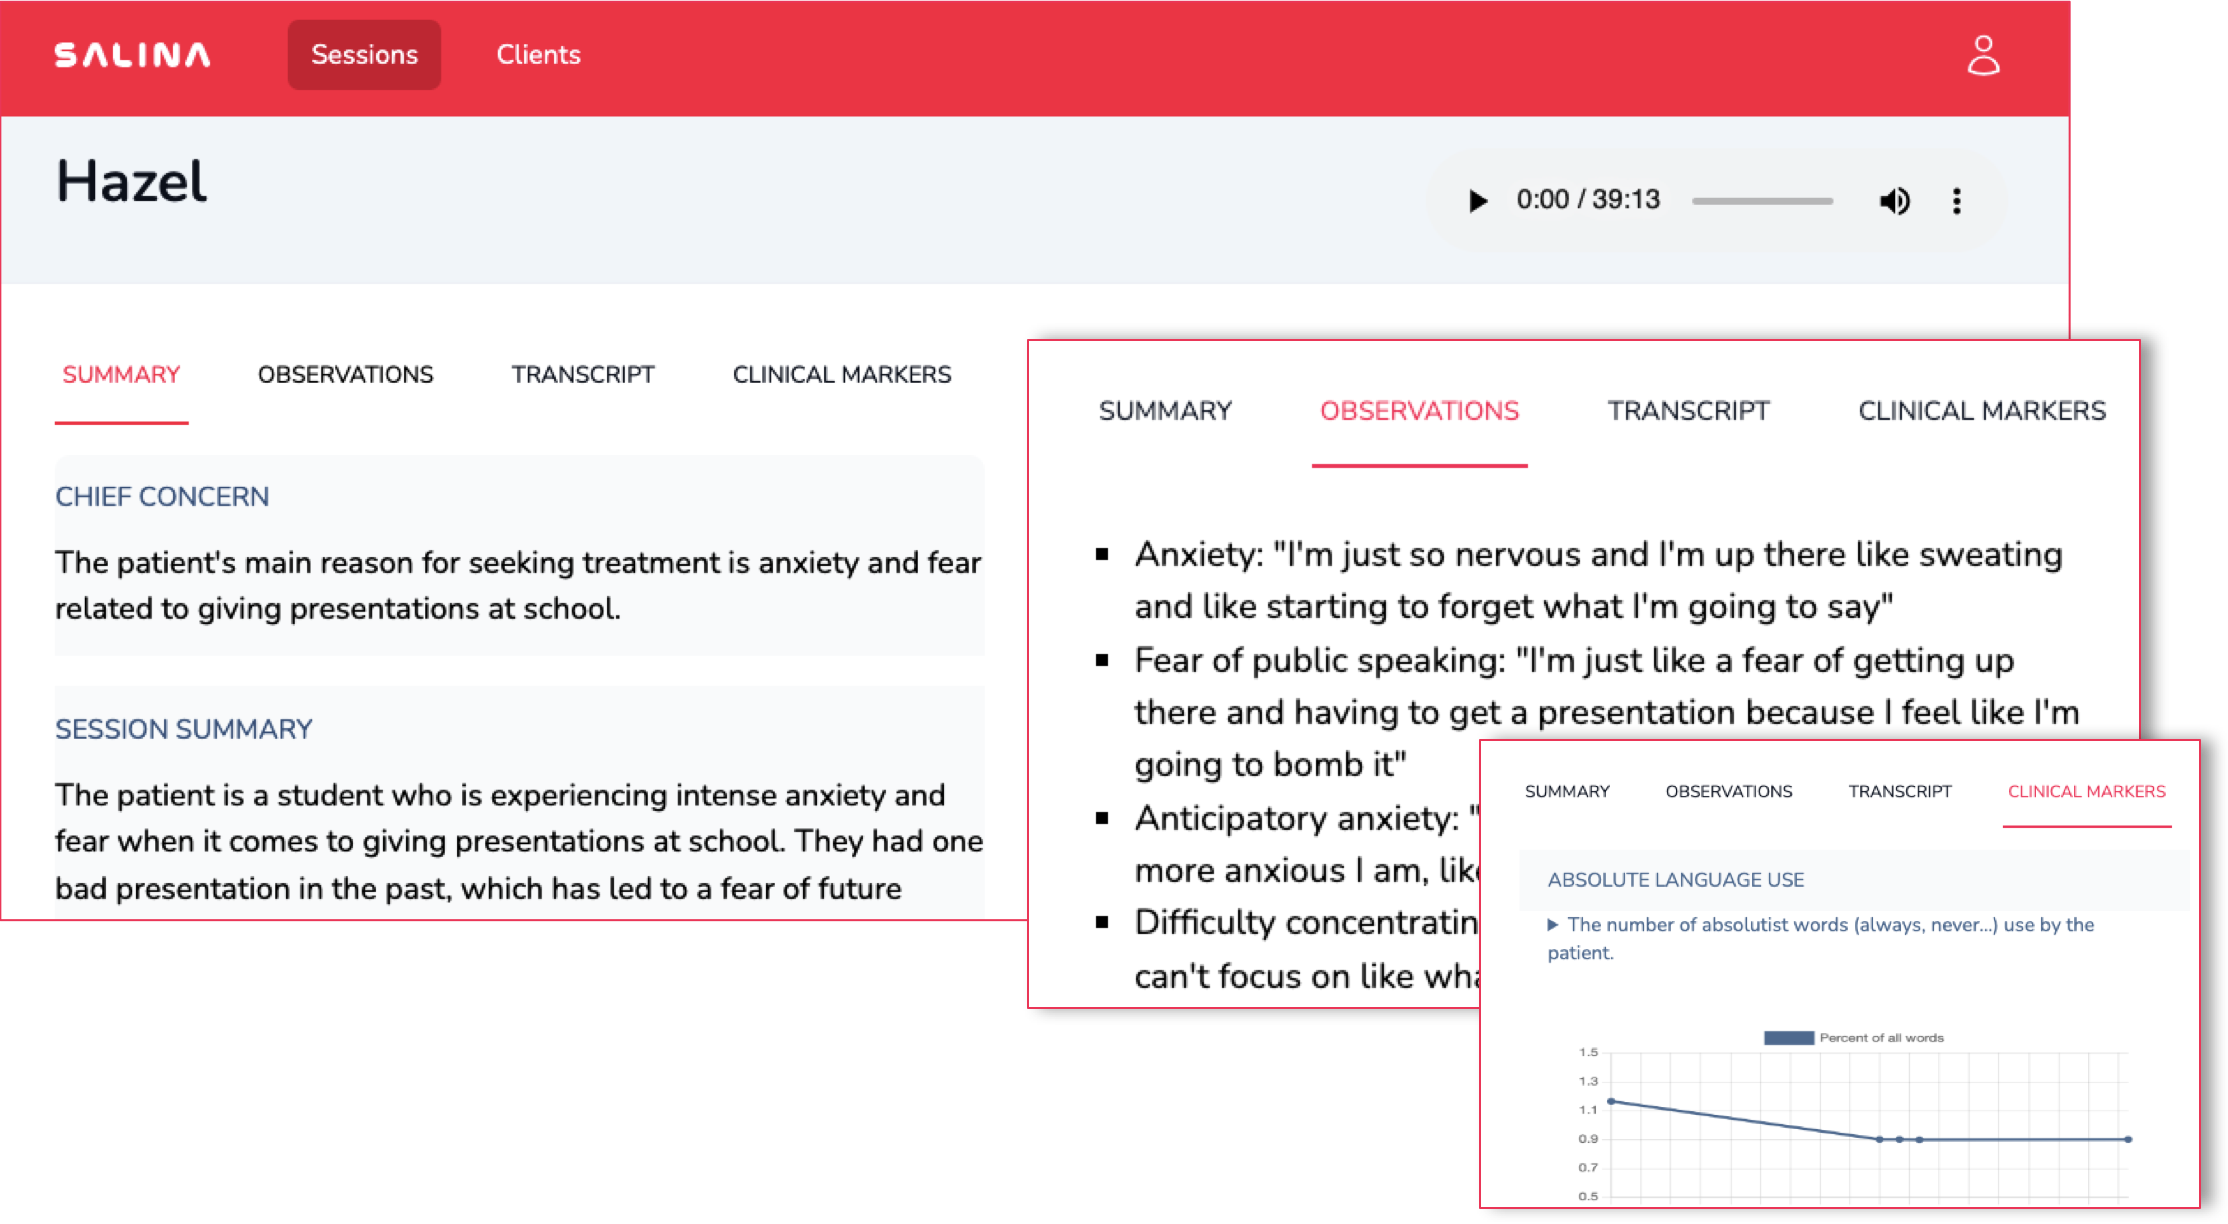 SALINA
Sessions
Clients
Hazel
0:00 / 39:13
SUMMARY
OBSERVATIONS
TRANSCRIPT
CLINICAL MARKERS
CHIEF CONCERN
The patient's main reason for seeking treatment is anxiety and fear
related to giving presentations at school.
SESSION SUMMARY
The patient is a student who is experiencing intense anxiety and
fear when it comes to giving presentations at school. They had one
bad presentation in the past, which has led to a fear of future
SUMMARY
OBSERVATIONS
TRANSCRIPT
CLINICAL MARKERS
Anxiety: "I'm just so nervous and I'm up there like sweating
and like starting to forget what I'm going to say"
Fear of public speaking: "I'm just like a fear of getting up
there and having to get a presentation because I feel like I'm
going to bomb it"
Anticipatory anxiety: "
more anxious I am,
Difficulty
can't focus on like
SUMMARY
OBSERVATIONS
TRANSCRIPT
CLINICAL MARKERS
ABSOLUTE LANGUAGE USE
The number of absolutist words (always, never...) use by the
patient.
Percent of all words
1.5
1.3
1.1
0.9
0.7
0.5